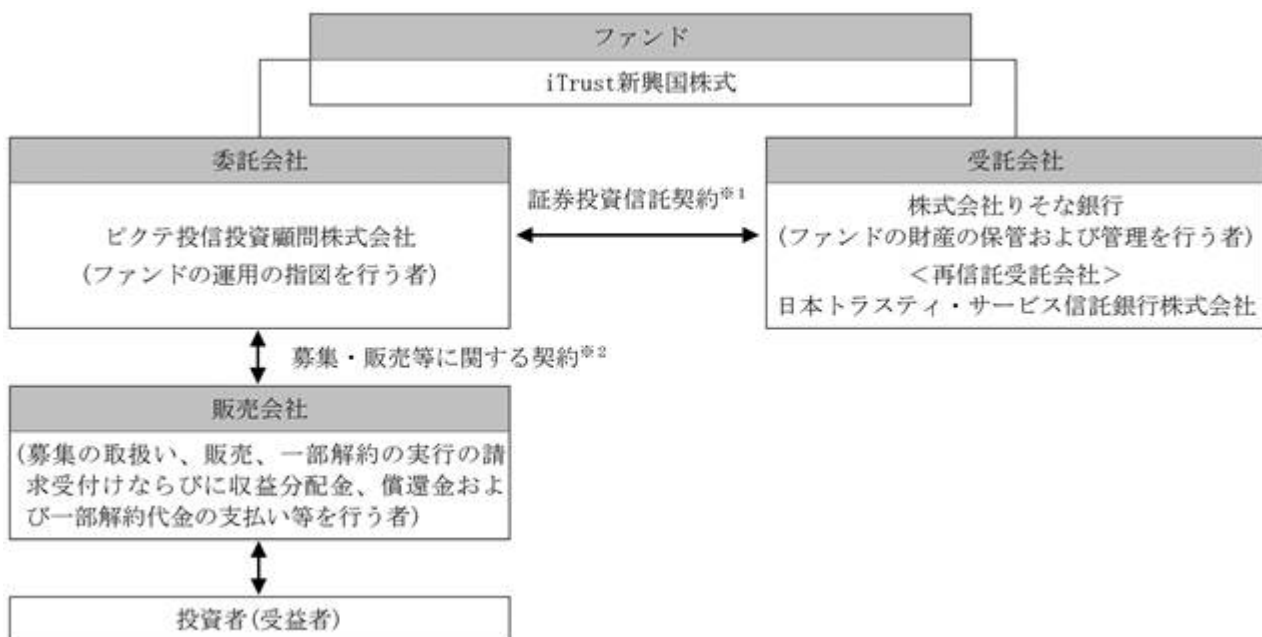 ファンド
iTrust新興国株式
委託会社
ピクテ投信投資顧問株式会社
(ファンドの運用の指図を行う者)
証券投資信託契約※1
受託会社
株式会社りそな銀行
(ファンドの財産の保管および管理を行う者)
＜再信託受託会社＞
日本トラスティ・サービス信託銀行株式会社
募集・販売等に関する契約※2
販売会社
(募集の取扱い、販売、一部解約の実行の請
求受付けならびに収益分配金、償還金およ
び一部解約代金の支払い等を行う者)
投資者(受益者)